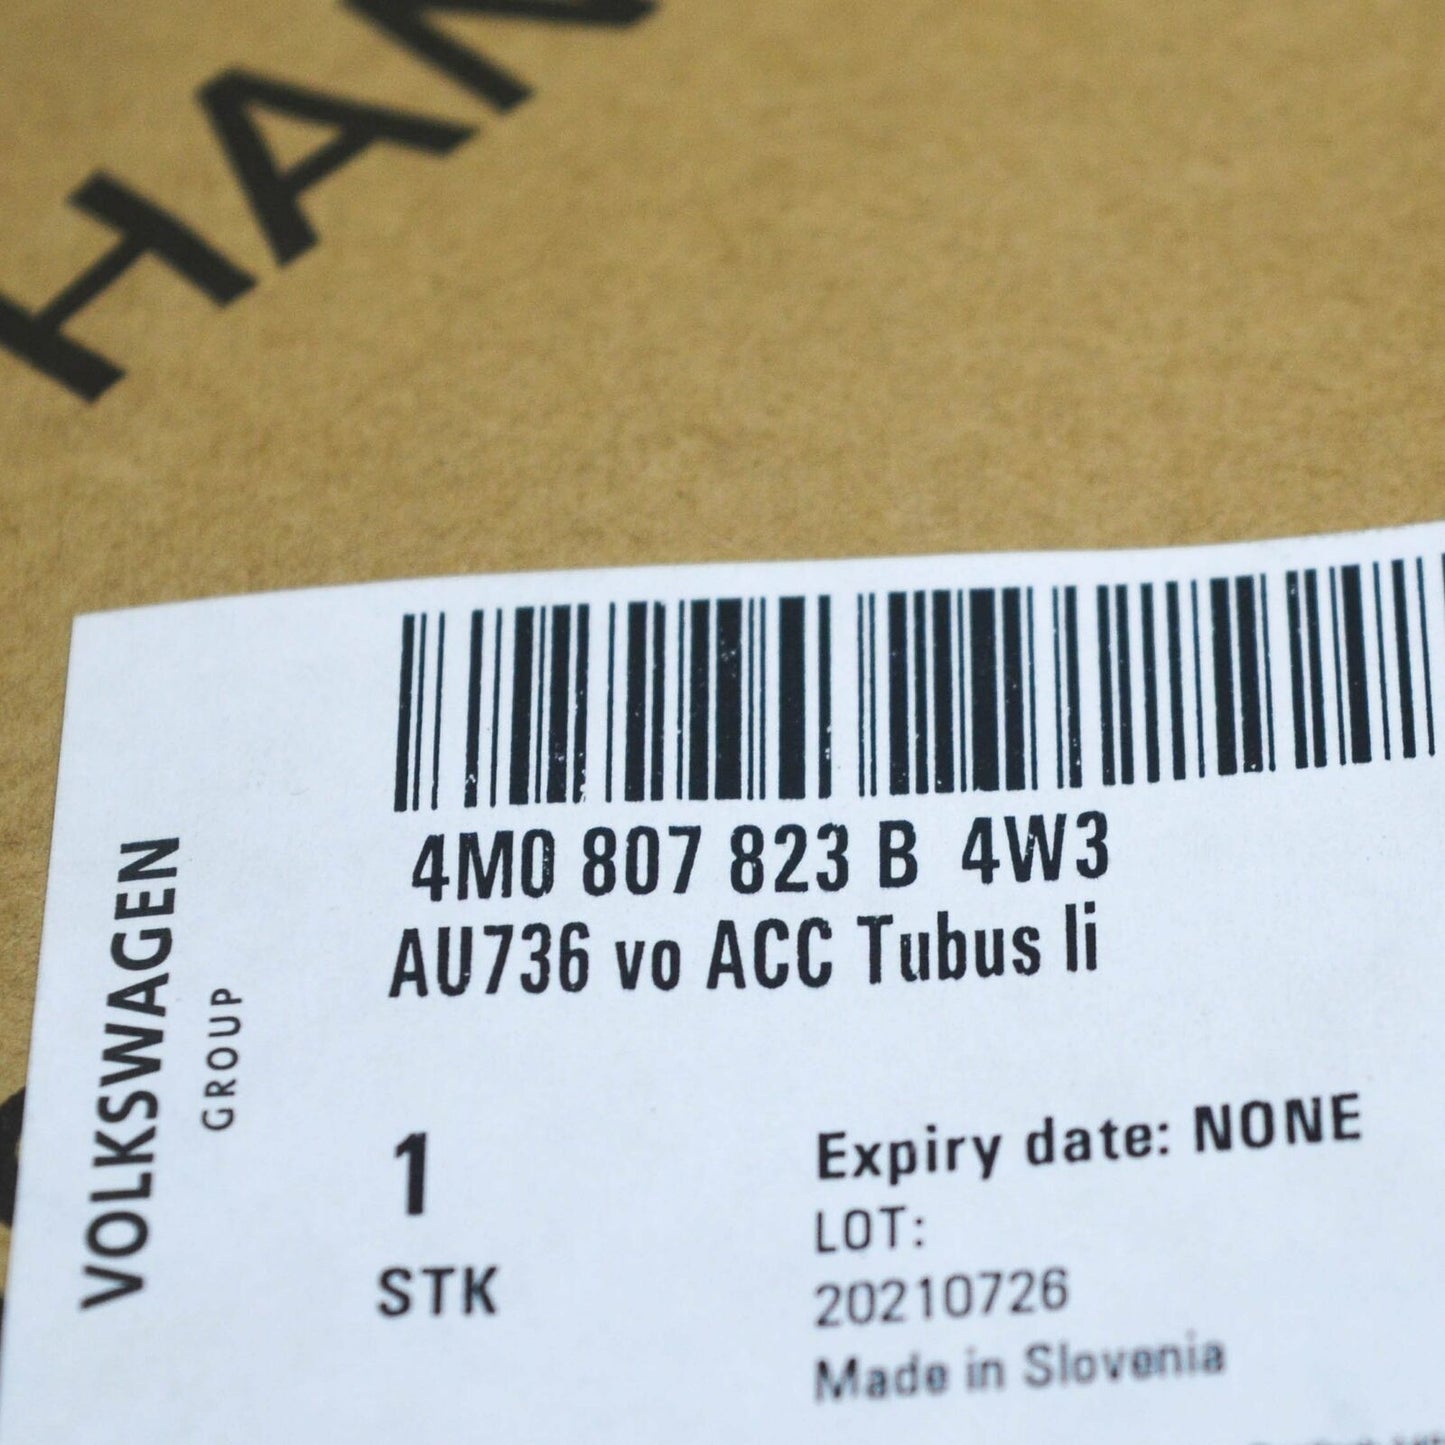 HAN
4M0 807 823 B 4W3
AU736 vo ACC Tubus li
VOLKSWAGEN
GROUP
1
STK
Expiry date: NONE
LOT:
20210726
Made in Slovenia